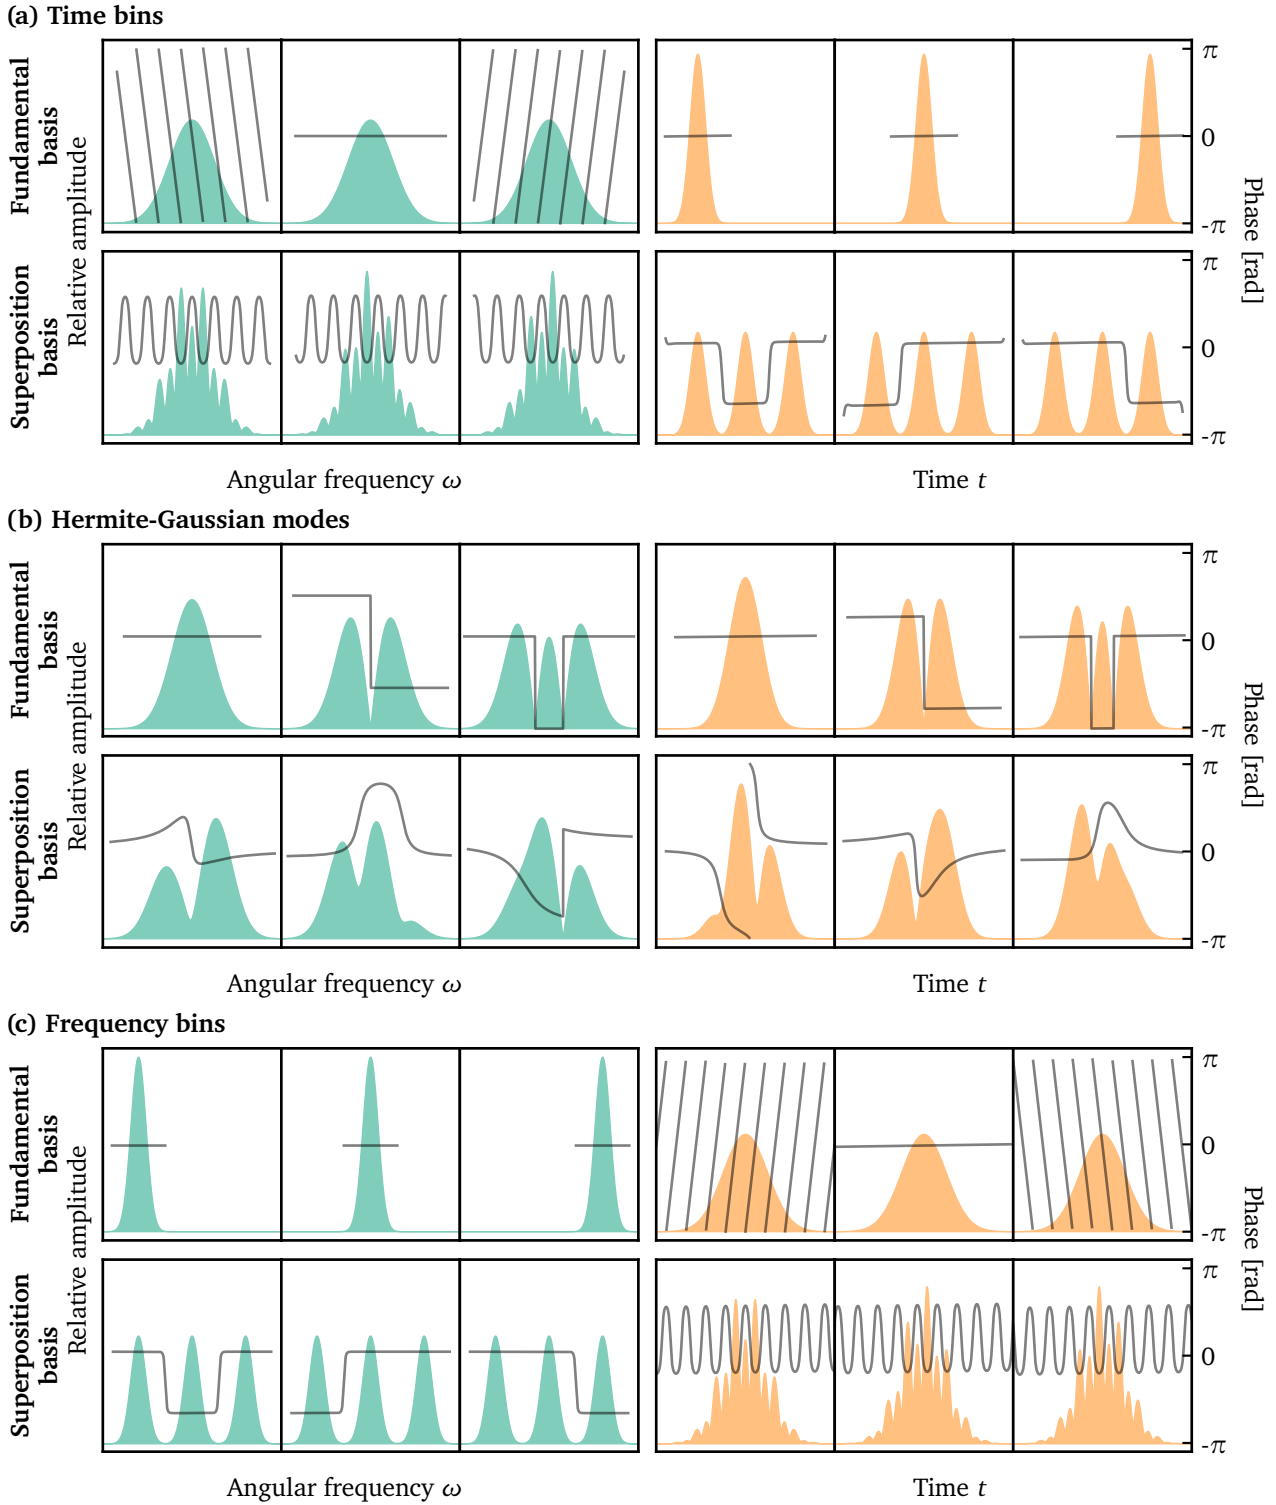 (a) Time bins
Fundamental
basis
Superposition
basis
Relative amplitude
π
0
-π
π
0
-π
Phase [rad]
Angular frequency ω
Time t
(b) Hermite-Gaussian modes
Fundamental
basis
Superposition
basis
Relative amplitude
π
0
-π
π
0
-π
Phase [rad]
Angular frequency ω
Time t
(c) Frequency bins
Fundamental
basis
Superposition
basis
Relative amplitude
π
0
-π
π
0
-π
Phase [rad]
Angular frequency ω
Time t